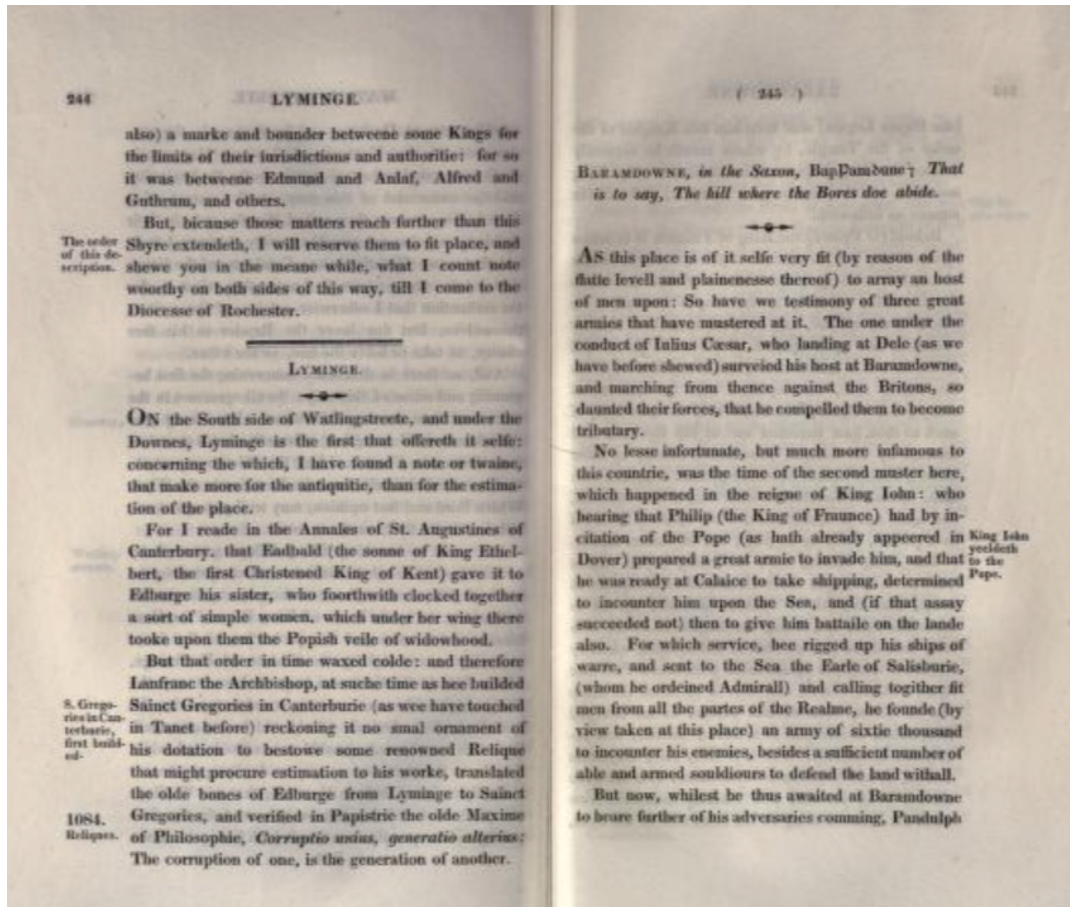 244
LYMINGE.
also) a marke and bounder betweene some Kings for
the limits of their iurisdictions and authoritie: for so
it was betweene Edmund and Anlaf, Alfred and
Guthrum, and others.
But, bicause those matters reach further than this
The order
of this de-
scription.
Shyre extendeth, I will reserve them to fit place, and
shewe you in the meane while, what I count note
woorthy on both sides of this way, till I come to the
Diocesse of Rochester.
LYMINGE.
ON the South side of Watlingstreete, and under the
Downes, Lyminge is the first that offereth it selfe:
concerning the which, I have found a note or twaine,
that make more for the antiquitie, than for the estima-
tion of the place.
For I reade in the Annales of St. Augustines of
Canterbury, that Eadbald (the sonne of King Ethel-
bert, the first Christened King of Kent) gave it to
Edburge his sister, who foorthwith clocked together
a sort of simple women, which under her wing there
tooke upon them the Popish veile of widowhood.
But that order in time waxed colde: and therefore
Lanfranc the Archbishop, at suche time as hee builded
S. Grego-
ries in Can-
terburie,
first build-
ed.
Sainct Gregories in Canterburie (as wee have touched
in Tanet before) reckoning it no smal ornament of
his dotation to bestowe some renowned Relique
that might procure estimation to his worke, translated
the olde bones of Edburge from Lyminge to Sainct
1084.
Reliques.
Gregories, and verified in Papistrie the olde Maxime
of Philosophie, Corruptio unius, generatio alterius:
The corruption of one, is the generation of another.
( 245 )
BARAMDOWNE, in the Saxon, BaꞃƿamꝺuneꞆ That
is to say, The hill where the Bores doe abide.
AS this place is of it selfe very fit (by reason of the
flatte levell and plainenesse thereof) to array an host
of men upon: So have we testimony of three great
armies that have mustered at it. The one under the
conduct of Iulius Cæsar, who landing at Dele (as we
have before shewed) surveied his host at Baramdowne,
and marching from thence against the Britons, so
daunted their forces, that he compelled them to become
tributary.
No lesse infortunate, but much more infamous to
this countrie, was the time of the second muster here,
which happened in the reigne of King Iohn: who
hearing that Philip (the King of Fraunce) had by in-
citation of the Pope (as hath already appeered in
King Iohn
yeeldeth
to the
Pape.
Dover) prepared a great armie to invade him, and that
he was ready at Calaice to take shipping, determined
to incounter him upon the Sea, and (if that assay
succeeded not) then to give him battaile on the lande
also. For which service, hee rigged up his ships of
warre, and sent to the Sea the Earle of Salisburie,
(whom he ordeined Admirall) and calling togither fit
men from all the partes of the Realme, he founde (by
view taken at this place) an army of sixtie thousand
to incounter his enemies, besides a sufficient number of
able and armed souldiours to defend the land withall.
But now, whilest he thus awaited at Baramdowne
to heare further of his adversaries comming, Pandulph